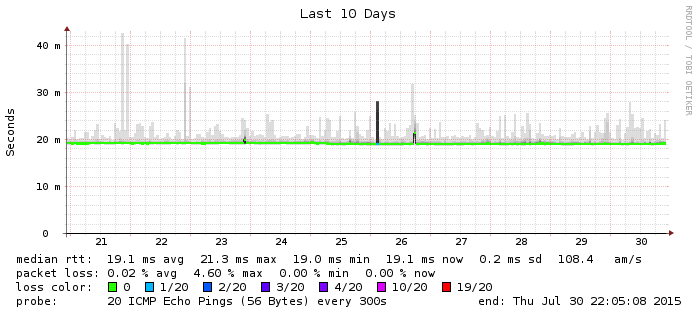 Last 10 Days
RRDTOOL / TOBI OETIKER
Seconds
40 m
30 m
20 m
10 m
0
21 22 23 24 25 26 27 28 29 30
median rtt: 19.1 ms avg 21.3 ms max 19.0 ms min 19.1 ms now 0.2 ms sd 108.4 am/s
packet loss: 0.02 % avg 4.60 % max 0.00 % min 0.00 % now
loss color: 0 1/20 2/20 3/20 4/20 10/20 19/20
probe: 20 ICMP Echo Pings (56 Bytes) every 300s end: Thu Jul 30 22:05:08 2015